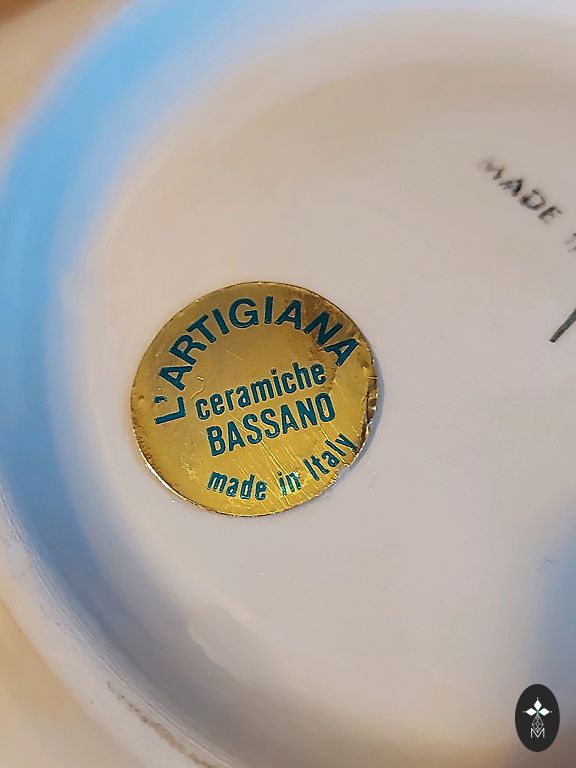 L'ARTIGIANA
ceramiche
BASSANO
made in Italy
MADE
M